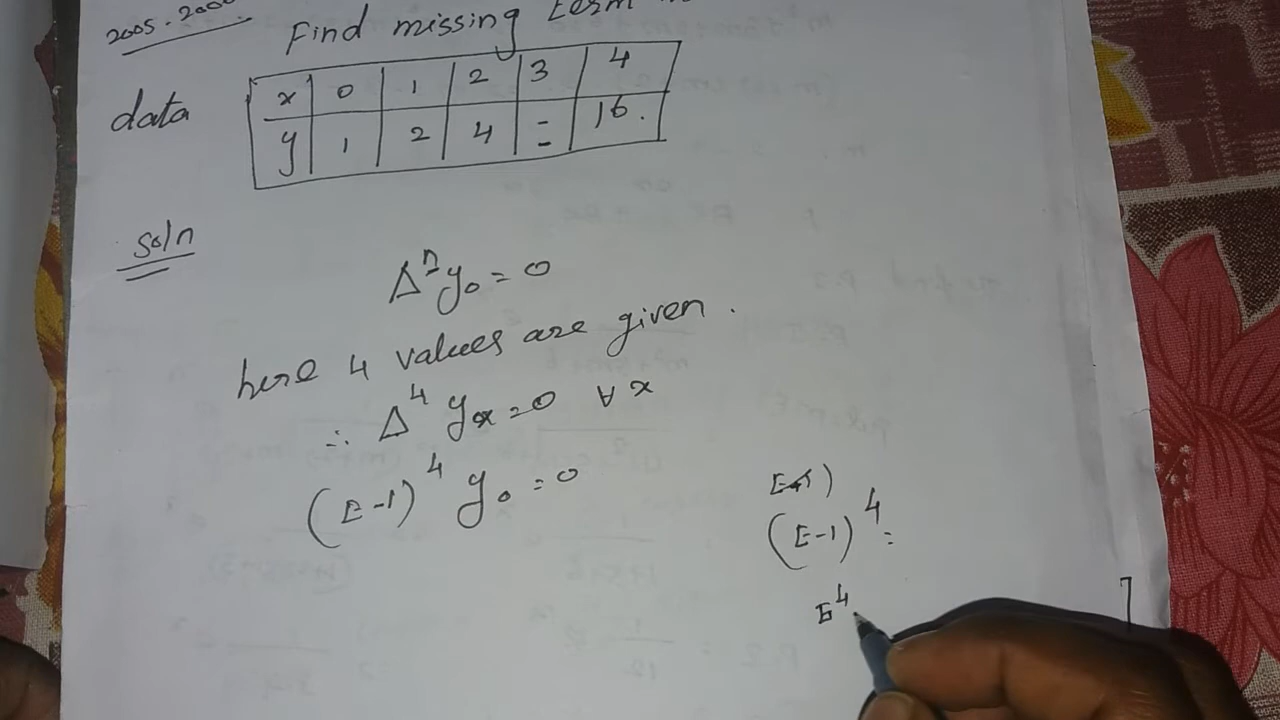 2005-200
Find missing term
data
x 0 1 2 3 4
y 1 2 4 = 16.
Soln
Δⁿy₀ = 0
here 4 values are given.
∴ Δ⁴ yₓ = 0 ∀ x
(E-1)⁴ y₀ = 0
(E-1)⁴ =
E⁴